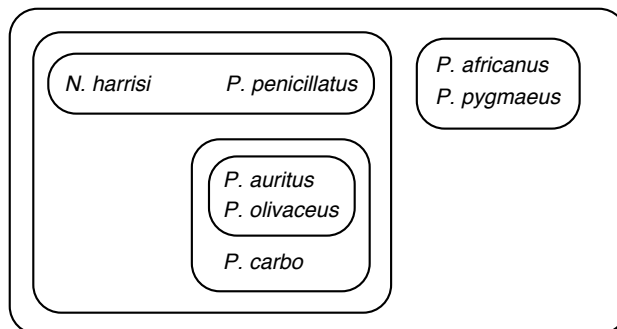 N. harrisi P. penicillatus
P. africanus
P. pygmaeus
P. auritus
P. olivaceus
P. carbo